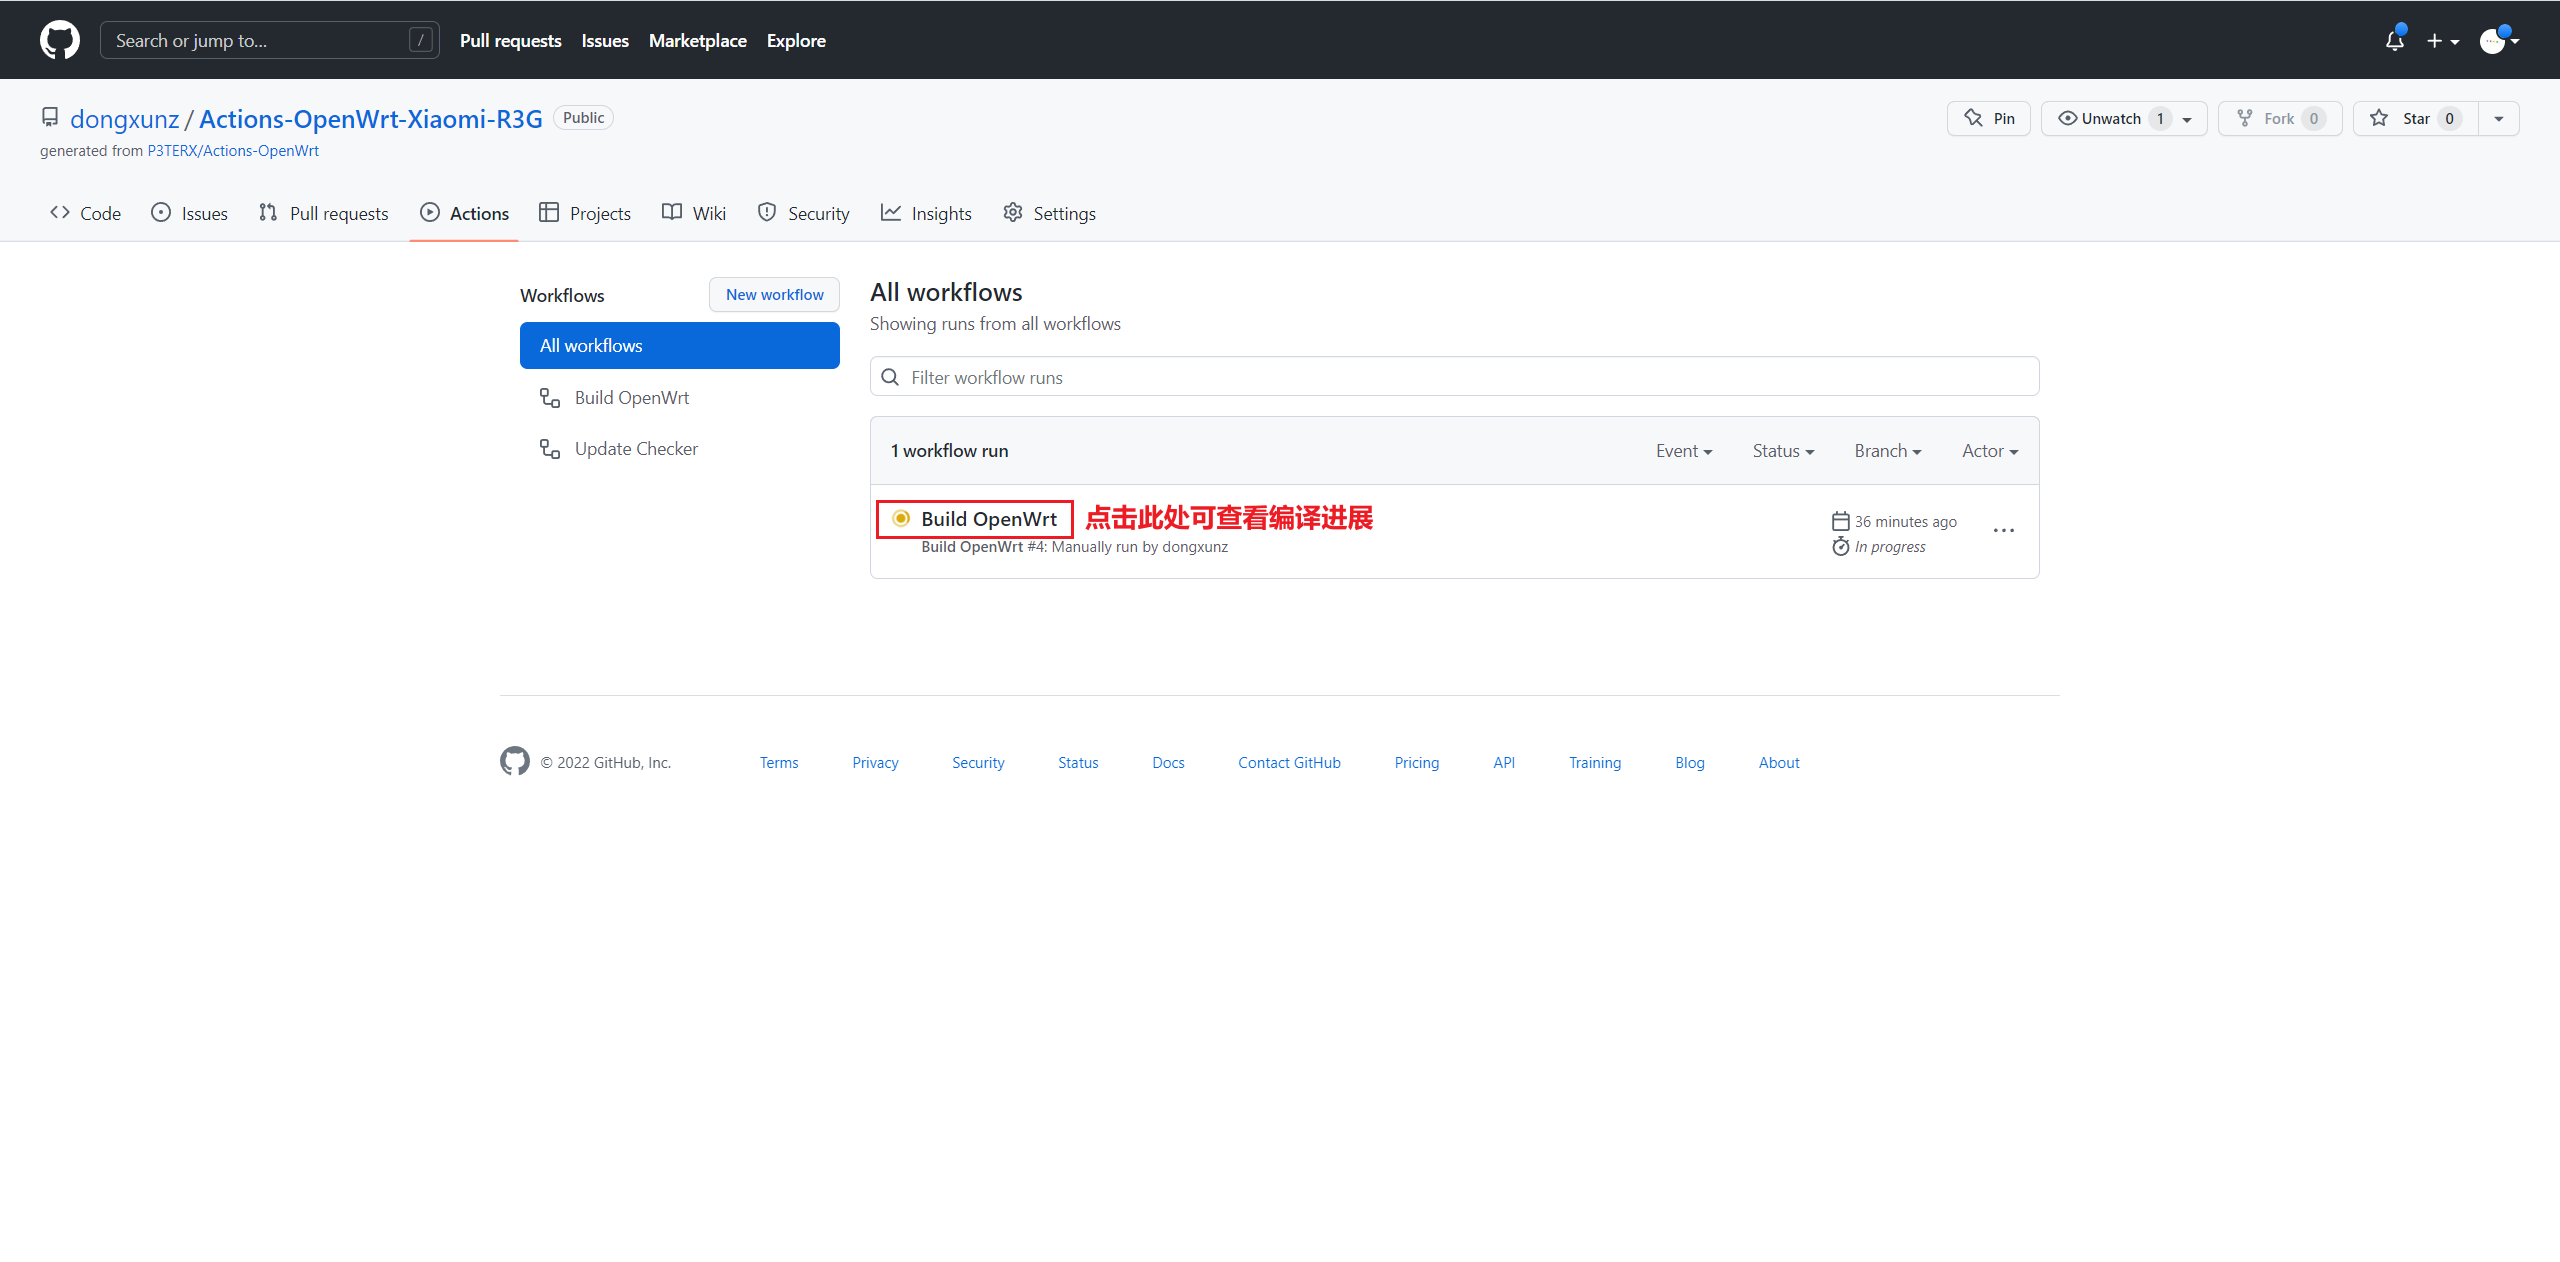 Search or jump to... /
Pull requests Issues Marketplace Explore
dongxunz / Actions-OpenWrt-Xiaomi-R3G Public
Pin Unwatch 1 Fork 0 Star 0
generated from P3TERX/Actions-OpenWrt
Code Issues Pull requests Actions Projects Wiki Security Insights Settings
Workflows New workflow
All workflows
Build OpenWrt
Update Checker
All workflows
Showing runs from all workflows
Filter workflow runs
1 workflow run Event Status Branch Actor
Build OpenWrt 点击此处可查看编译进展
Build OpenWrt #4: Manually run by dongxunz
36 minutes ago
In progress
© 2022 GitHub, Inc. Terms Privacy Security Status Docs Contact GitHub Pricing API Training Blog About